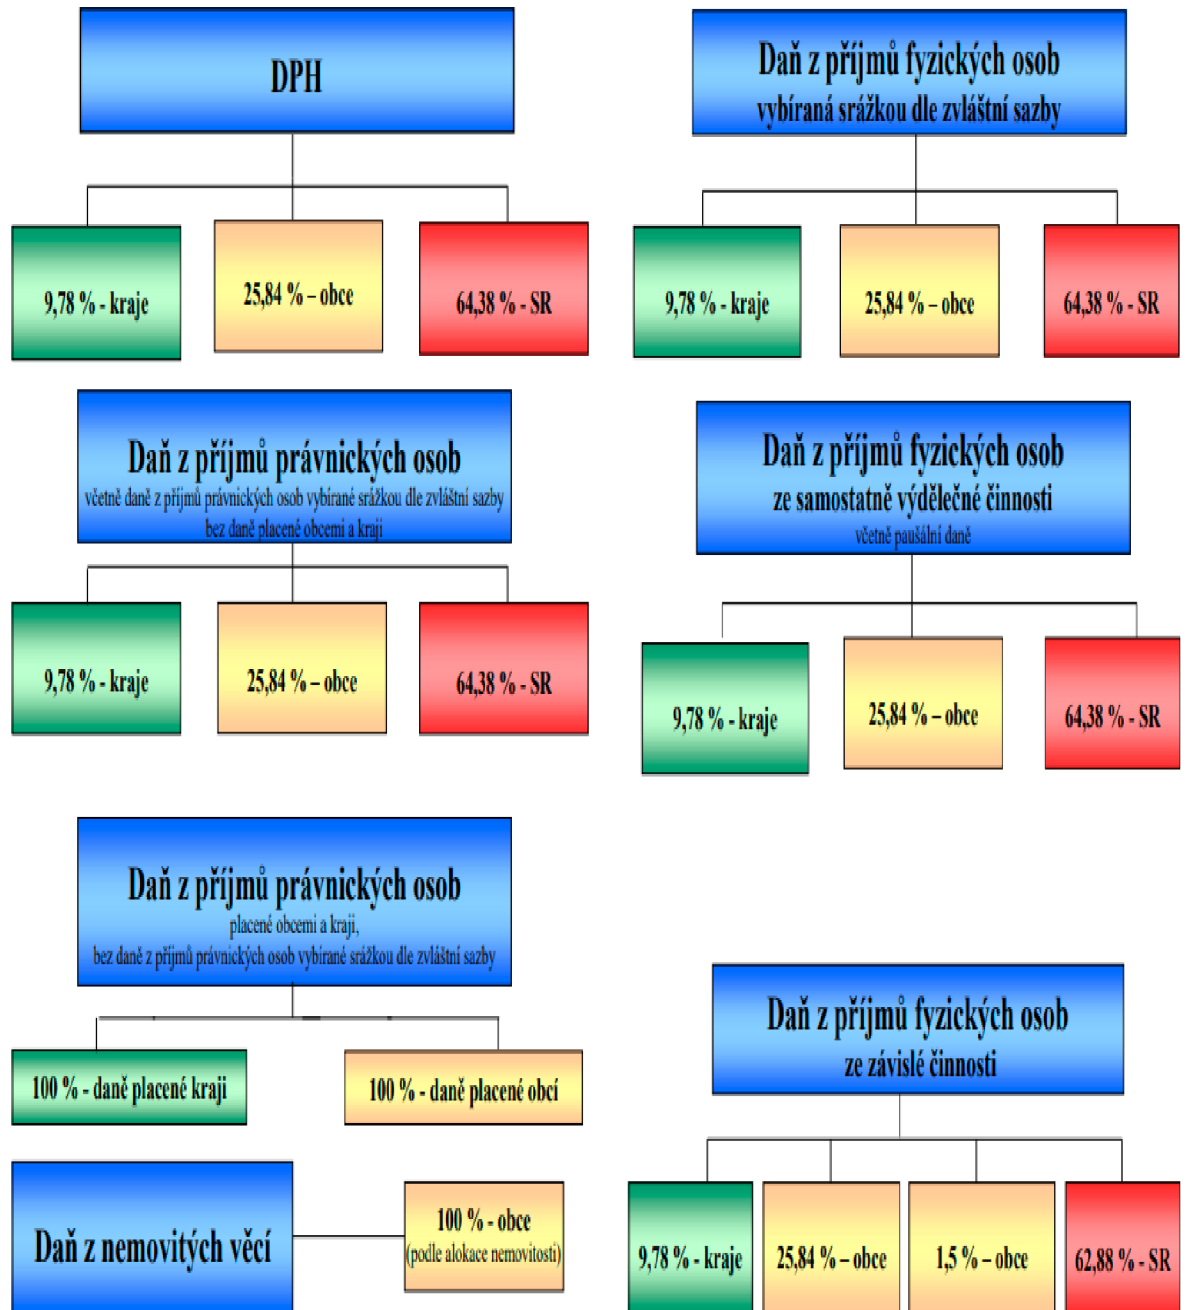 DPH
9,78 % - kraje
25,84 % – obce
64,38 % - SR
Daň z příjmů fyzických osob
vybíraná srážkou dle zvláštní sazby
9,78 % - kraje
25,84 % – obce
64,38 % - SR
Daň z příjmů právnických osob
včetně daně z příjmů právnických osob vybírané srážkou dle zvláštní sazby
bez daně placené obcemi a kraji
9,78 % - kraje
25,84 % – obce
64,38 % - SR
Daň z příjmů fyzických osob
ze samostatně výdělečné činnosti
včetně paušální daně
9,78 % - kraje
25,84 % – obce
64,38 % - SR
Daň z příjmů právnických osob
placené obcemi a kraji,
bez daně z příjmů právnických osob vybírané srážkou dle zvláštní sazby
100 % - daně placené kraji
100 % - daně placené obcí
Daň z nemovitých věcí
100 % - obce
(podle alokace nemovitosti)
Daň z příjmů fyzických osob
ze závislé činnosti
9,78 % - kraje
25,84 % – obce
1,5 % – obce
62,88 % - SR